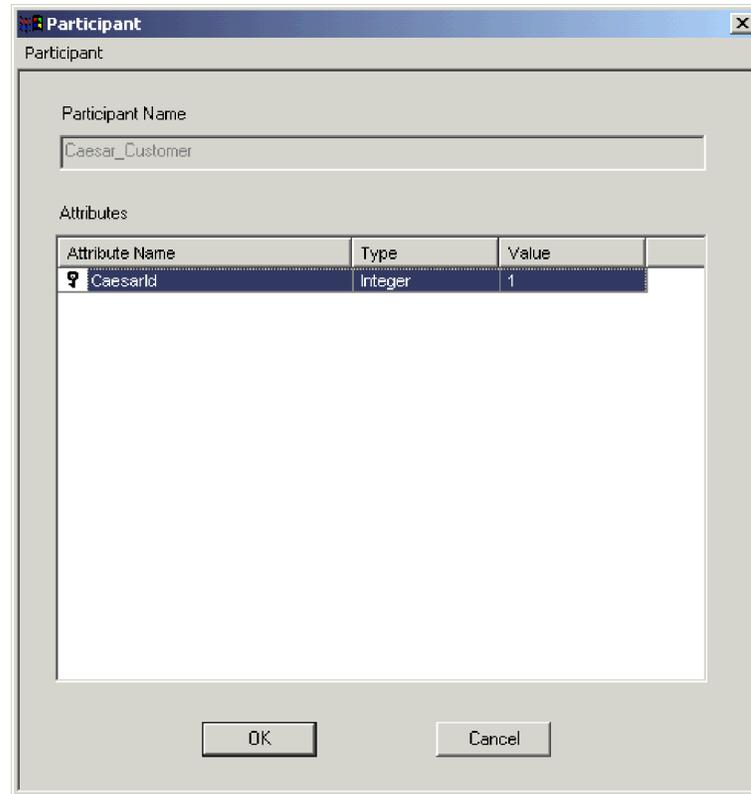 Participant
Participant
Participant Name
Caesar_Customer
Attributes
Attribute Name Type Value
CaesarId Integer 1
OK Cancel